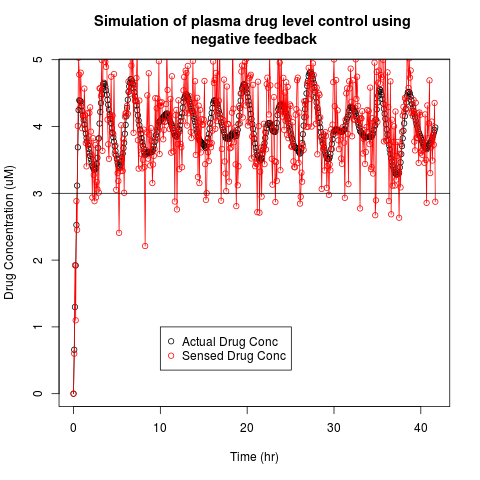 Simulation of plasma drug level control using
negative feedback
Drug Concentration (uM)
5
4
3
2
1
0
Actual Drug Conc
Sensed Drug Conc
0 10 20 30 40
Time (hr)